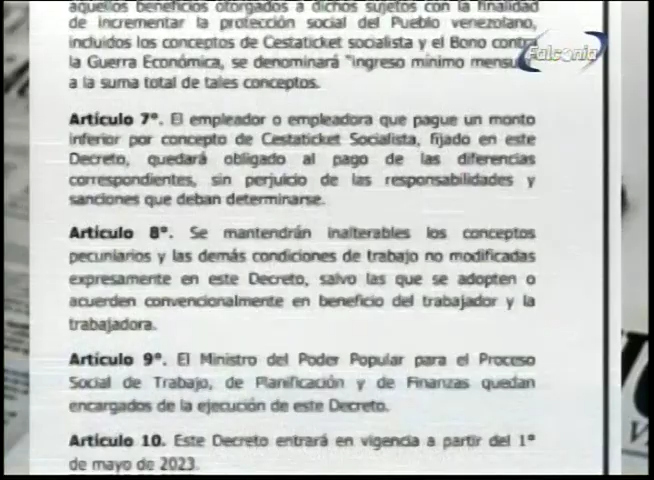 aquellos beneficios otorgados a dichos sujetos con la finalidad
de incrementar la protección social del Pueblo venezolano,
incluidos los conceptos de Cestaticket socialista y el Bono contra
la Guerra Económica, se denominará "ingreso mínimo
a la suma total de tales conceptos.
Falconia
Artículo 7°. El empleador o empleadora que pague un monto
inferior por concepto de Cestaticket Socialista, fijado en este
Decreto, quedará obligado al pago de las diferencias
correspondientes, sin perjuicio de las responsabilidades y
sanciones que deban determinarse.
Artículo 8°. Se mantendrán inalterables los conceptos
pecuniarios y las demás condiciones de trabajo no modificadas
expresamente en este Decreto, salvo las que se adopten o
acuerden convencionalmente en beneficio del trabajador y la
trabajadora.
Artículo 9°. El Ministro del Poder Popular para el Proceso
Social de Trabajo, de Planificación y de Finanzas quedan
encargados de la ejecución de este Decreto.
Artículo 10. Este Decreto entrará en vigencia a partir del 1°
de mayo de 2023.